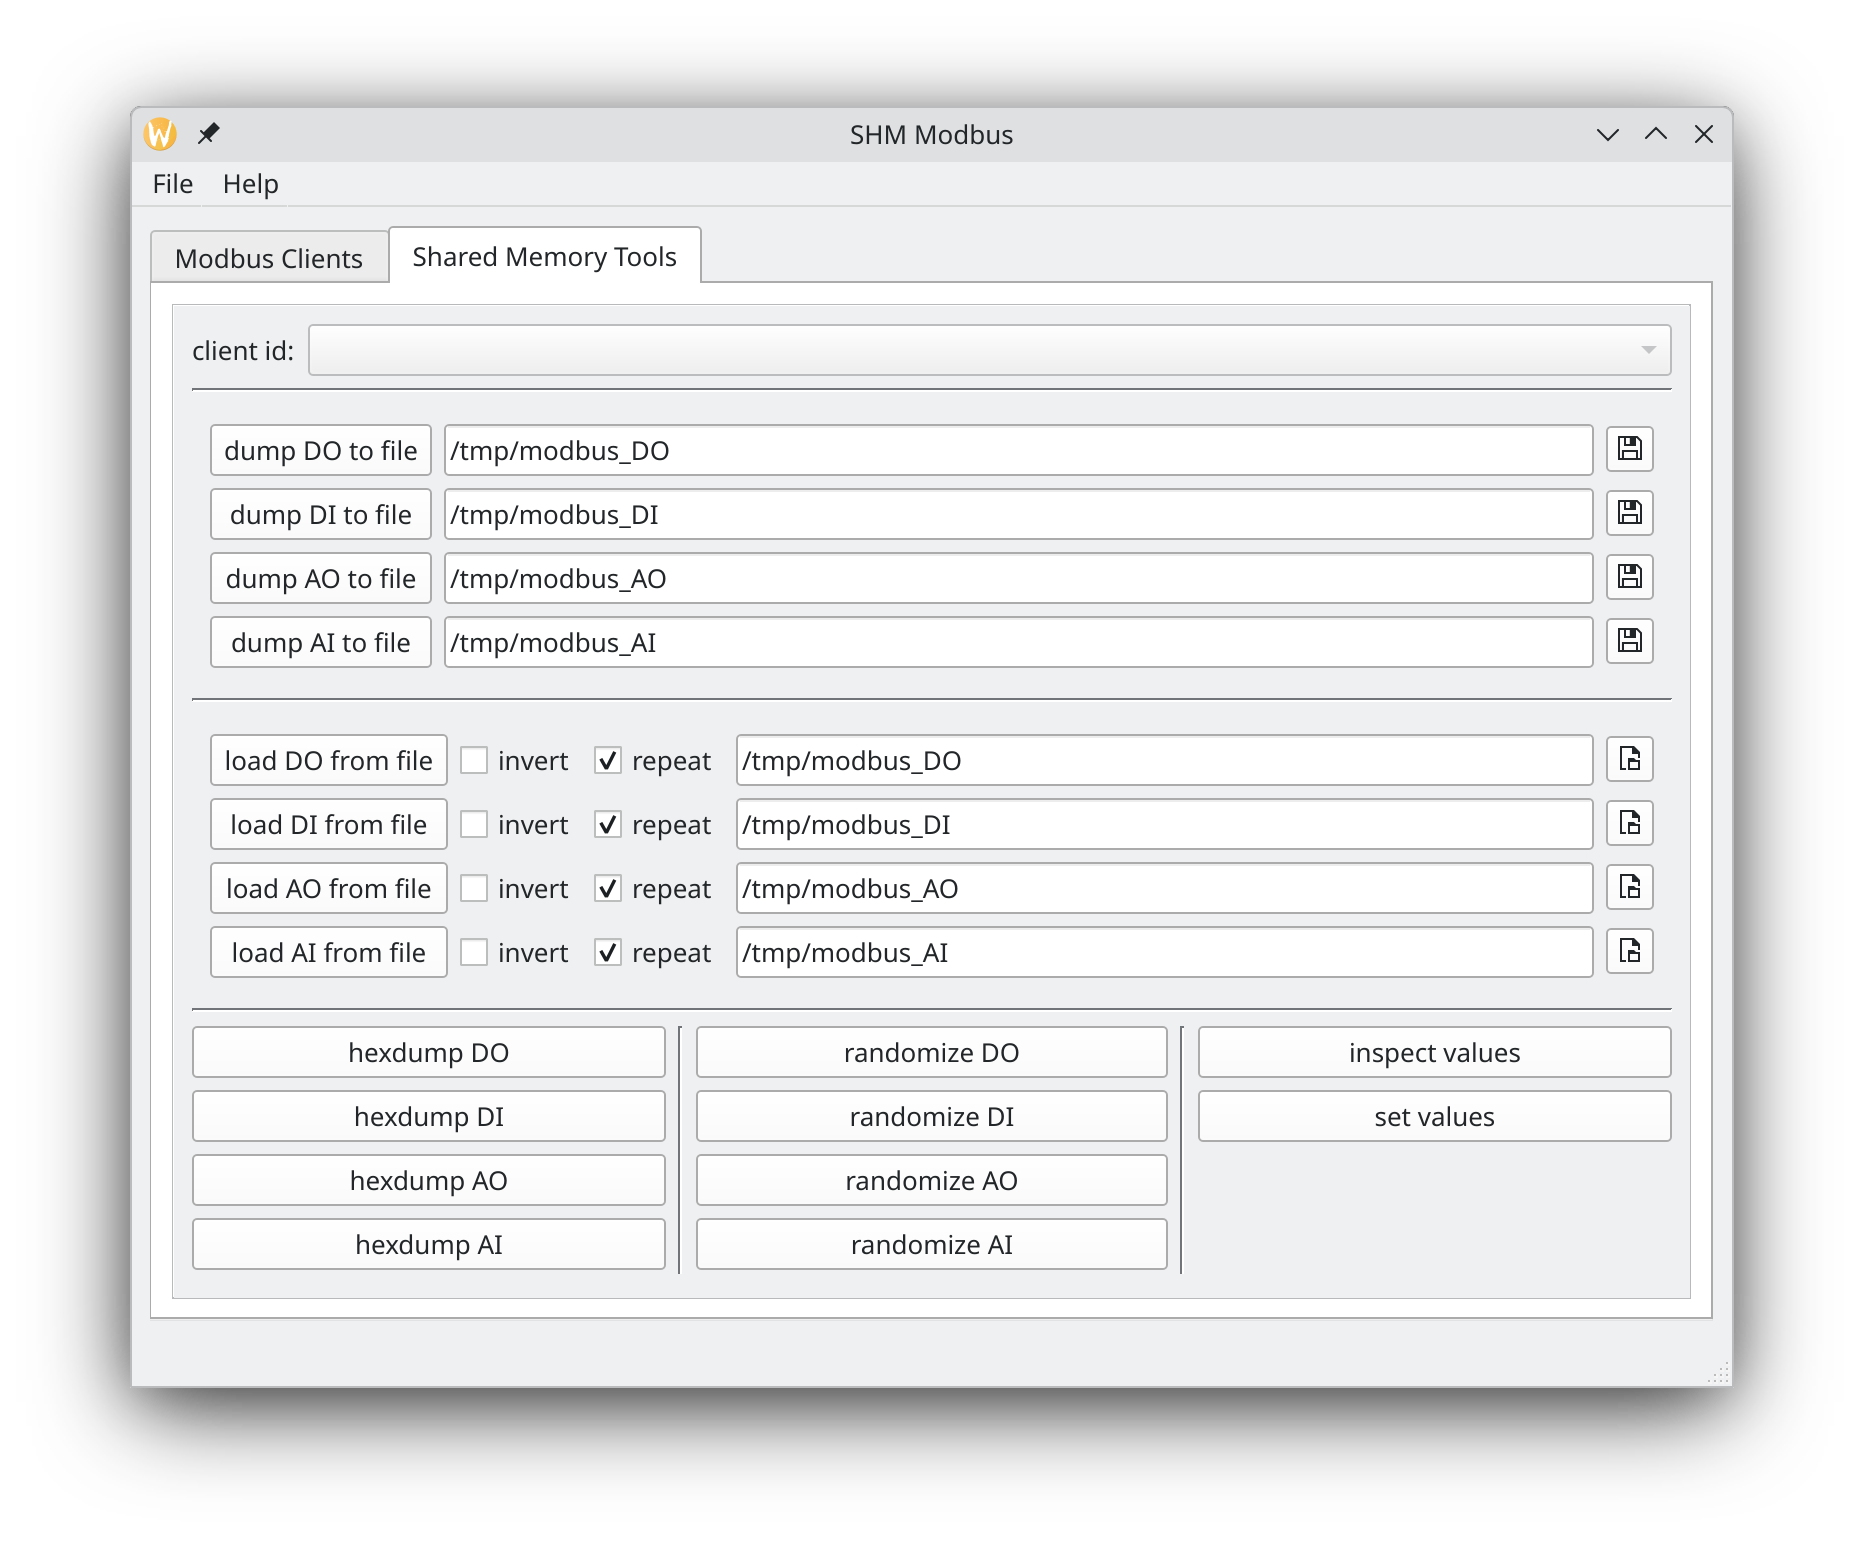 SHM Modbus
File Help
Modbus Clients Shared Memory Tools
client id:
dump DO to file /tmp/modbus_DO
dump DI to file /tmp/modbus_DI
dump AO to file /tmp/modbus_AO
dump AI to file /tmp/modbus_AI
load DO from file invert repeat /tmp/modbus_DO
load DI from file invert repeat /tmp/modbus_DI
load AO from file invert repeat /tmp/modbus_AO
load AI from file invert repeat /tmp/modbus_AI
hexdump DO randomize DO inspect values
hexdump DI randomize DI set values
hexdump AO randomize AO
hexdump AI randomize AI